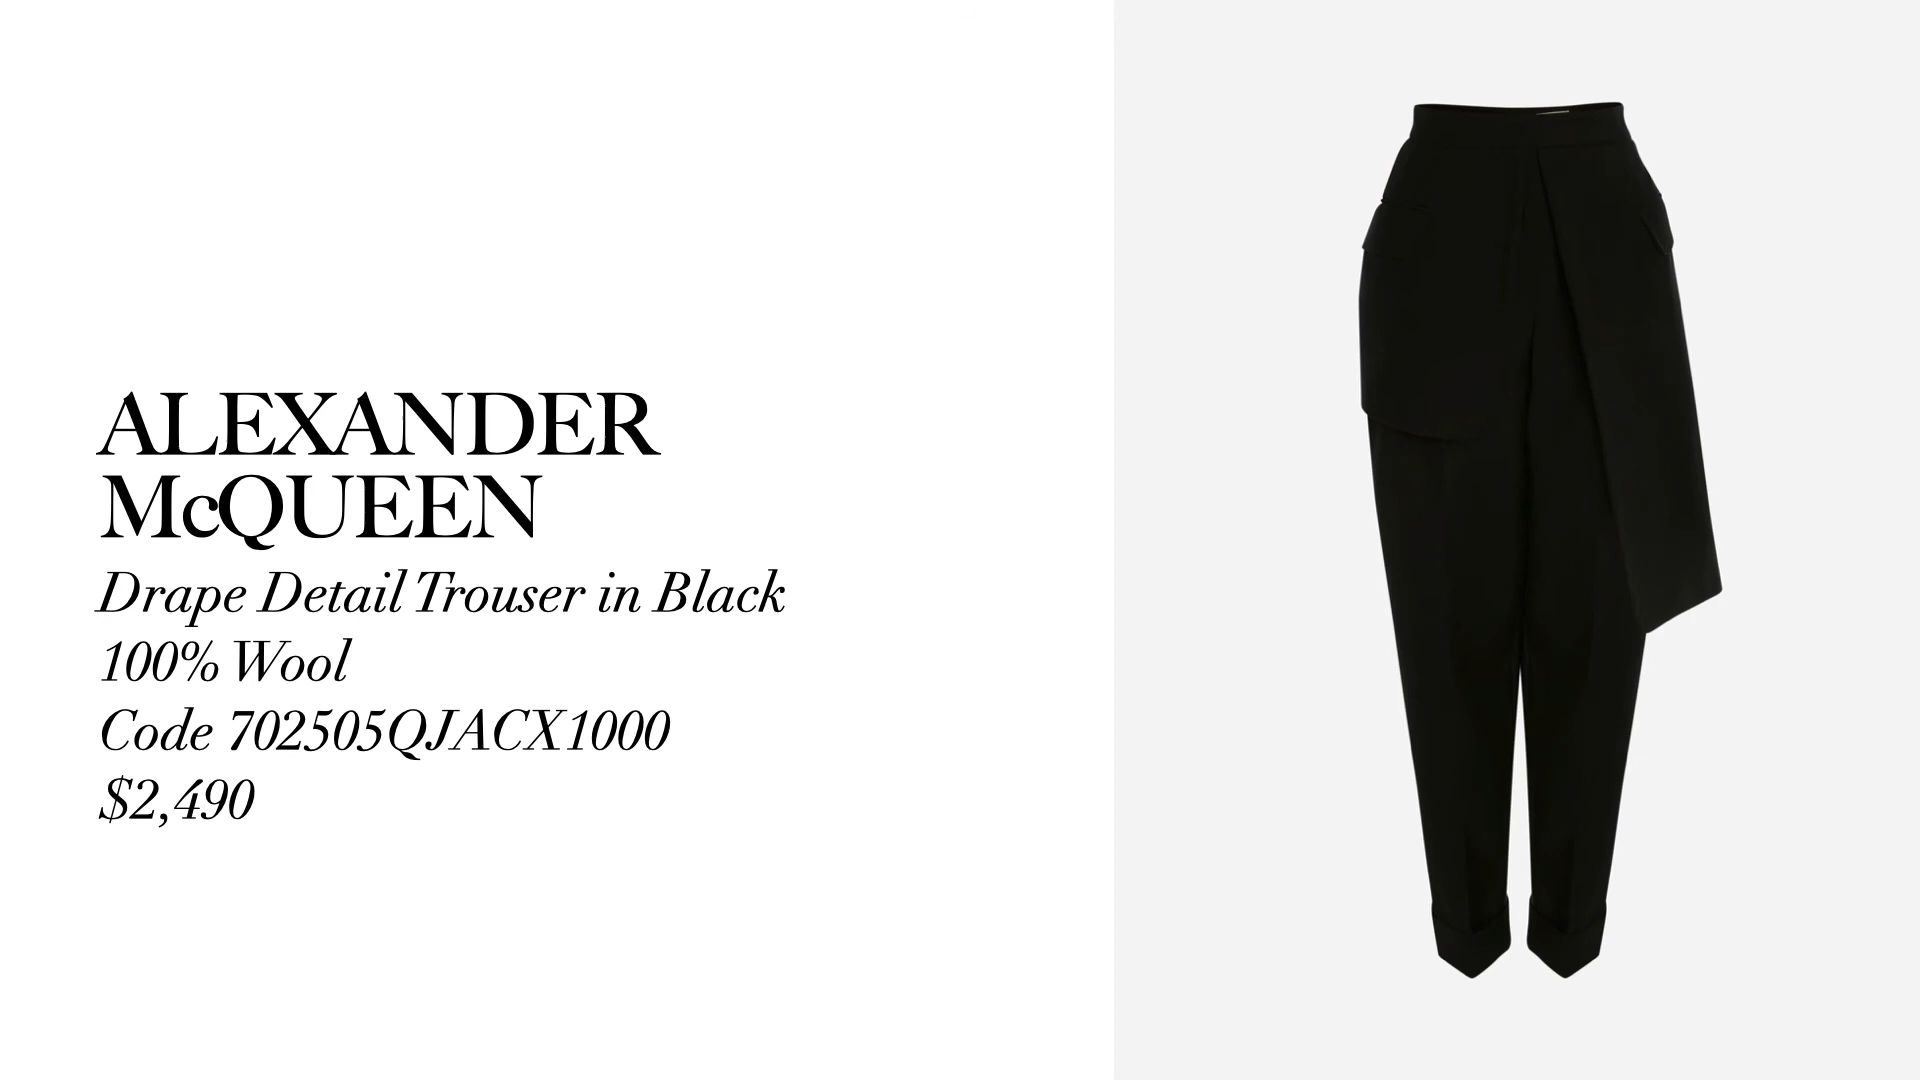 ALEXANDER
McQUEEN
Drape Detail Trouser in Black
100% Wool
Code 702505QJACX1000
$2,490